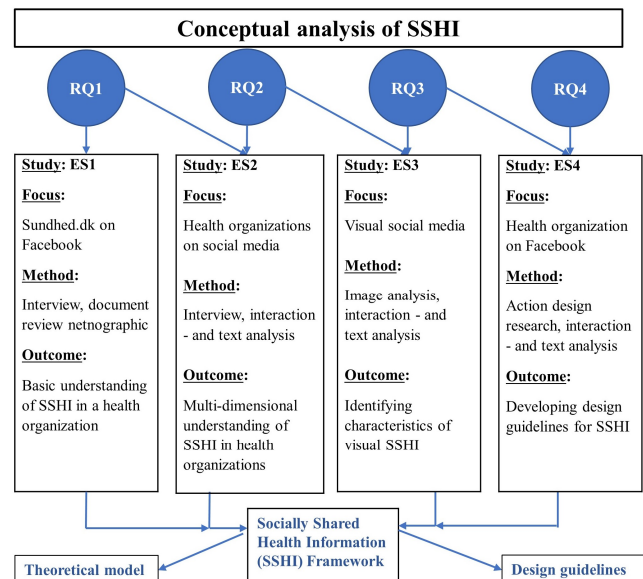 Conceptual analysis of SSHI
RQ1
RQ2
RQ3
RQ4
Study: ES1
Focus:
Sundhed.dk on
Facebook
Method:
Interview, document
review netnographic
Outcome:
Basic understanding
of SSHI in a health
organization
Study: ES2
Focus:
Health organizations
on social media
Method:
Interview, interaction
- and text analysis
Outcome:
Multi-dimensional
understanding of
SSHI in health
organizations
Study: ES3
Focus:
Visual social media
Method:
Image analysis,
interaction - and
text analysis
Outcome:
Identifying
characteristics of
visual SSHI
Study: ES4
Focus:
Health organization
on Facebook
Method:
Action design
research, interaction
- and text analysis
Outcome:
Developing design
guidelines for SSHI
Socially Shared
Health Information
(SSHI) Framework
Theoretical model
Design guidelines